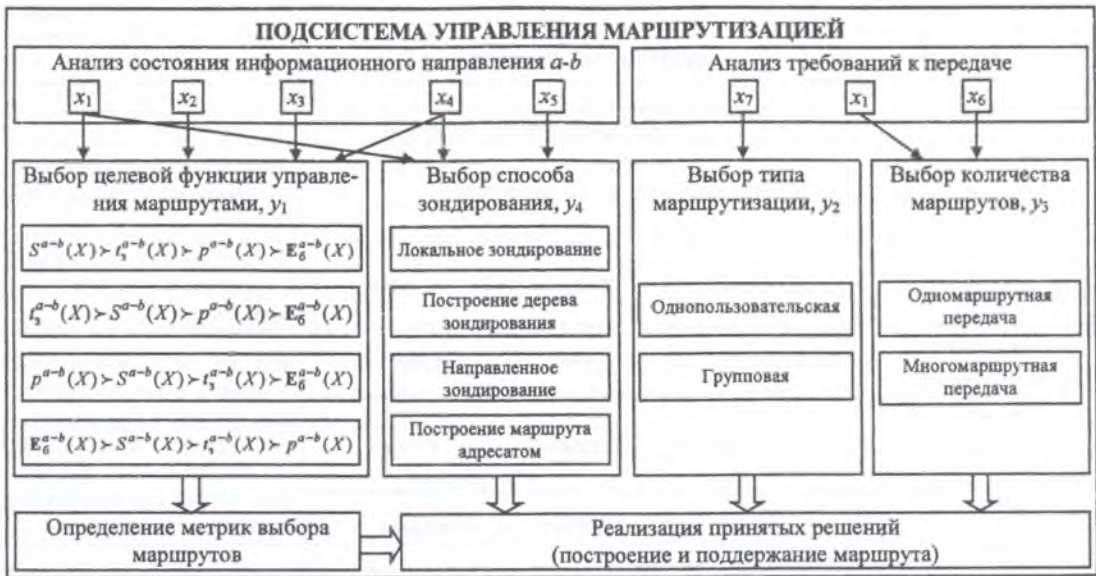 ПОДСИСТЕМА УПРАВЛЕНИЯ МАРШРУТИЗАЦИЕЙ
Анализ состояния информационного направления a-b
x₁ x₂ x₃ x₄ x₅
Анализ требований к передаче
x₇ x₁ x₆
Выбор целевой функции управле-
ния маршрутами, y₁
S^{a-b}(X) ≻ t_з^{a-b}(X) ≻ p^{a-b}(X) ≻ E_б^{a-b}(X)
t_з^{a-b}(X) ≻ S^{a-b}(X) ≻ p^{a-b}(X) ≻ E_б^{a-b}(X)
p^{a-b}(X) ≻ S^{a-b}(X) ≻ t_з^{a-b}(X) ≻ E_б^{a-b}(X)
E_б^{a-b}(X) ≻ S^{a-b}(X) ≻ t_з^{a-b}(X) ≻ p^{a-b}(X)
Выбор способа
зондирования, y₄
Локальное зондирование
Построение дерева
зондирования
Направленное
зондирование
Построение маршрута
адресатом
Выбор типа
маршрутизации, y₂
Однопользовательская
Групповая
Выбор количества
маршрутов, y₃
Одномаршрутная
передача
Многомаршрутная
передача
Определение метрик выбора
маршрутов
Реализация принятых решений
(построение и поддержание маршрута)